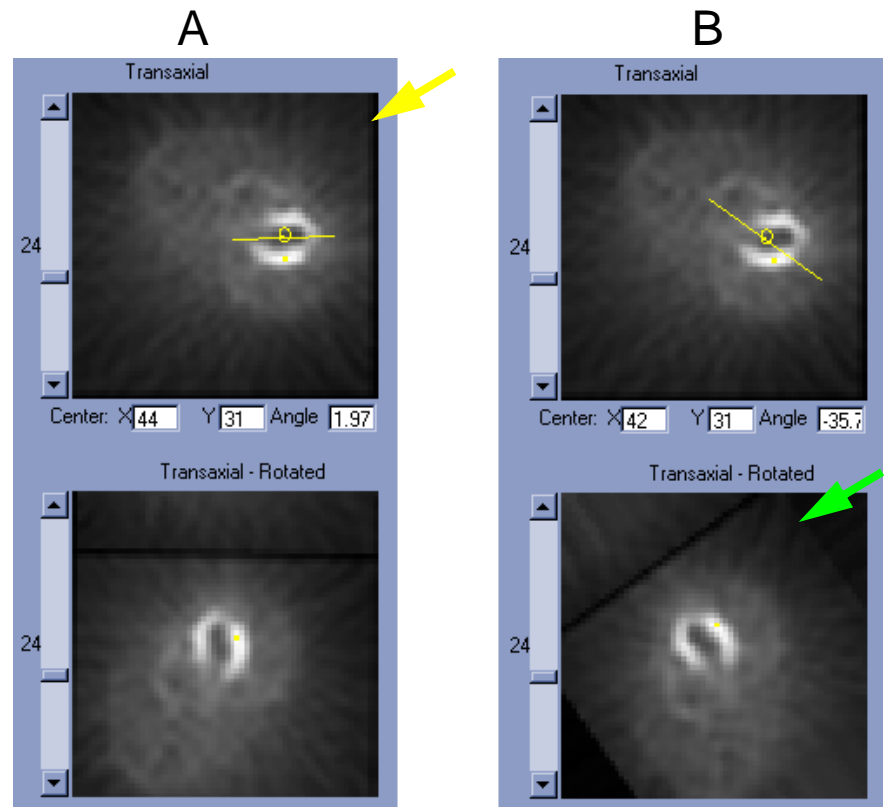 A
B
Transaxial
24
Center: X 44 Y 31 Angle 1.97
Transaxial - Rotated
24
Transaxial
24
Center: X 42 Y 31 Angle -35.7
Transaxial - Rotated
24